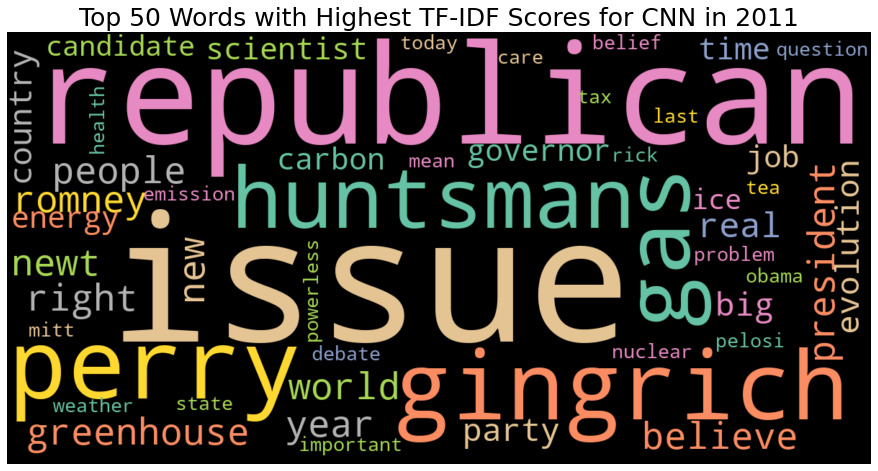 Top 50 Words with Highest TF-IDF Scores for CNN in 2011
candidate
scientist
today
care
belief
time
question
republican
country
health
tax
last
people
carbon
mean
governor
rick
job
romney
emission
huntsmans
gas
ice
tea
energy
real
president
evolution
newt
new
issue
powerless
problem
obama
right
big
mitt
perry
debate
nuclear
pelosi
world
gingrich
weather
state
greenhouse
year
important
party
believe